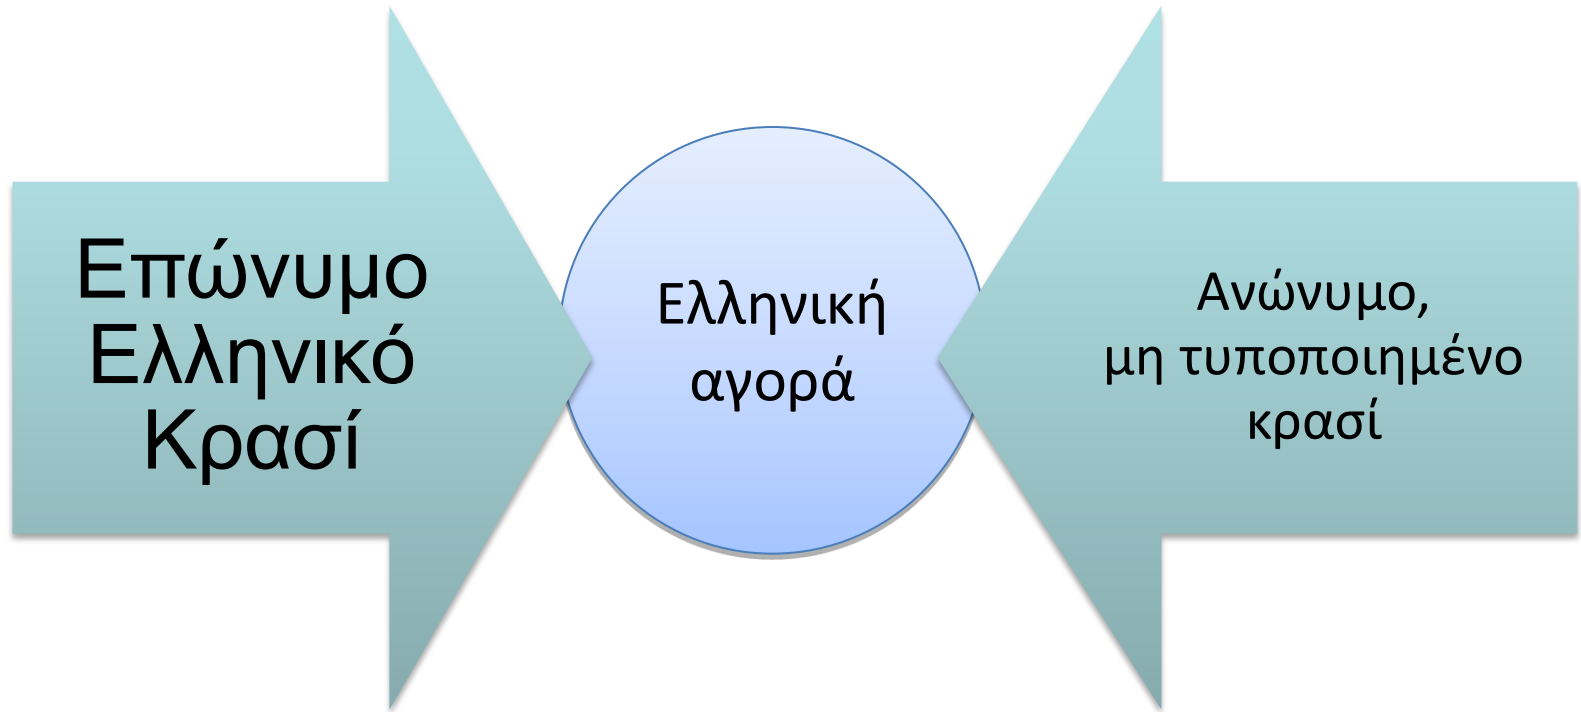 Επώνυμο
Ελληνικό
Κρασί
Ελληνική
αγορά
Ανώνυμο,
μη τυποποιημένο
κρασί